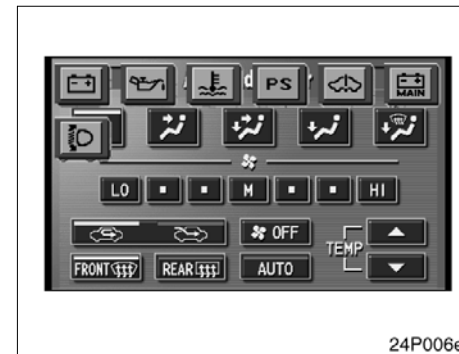 PS MAIN
LO M HI
OFF
TEMP
FRONT REAR AUTO
24P006e